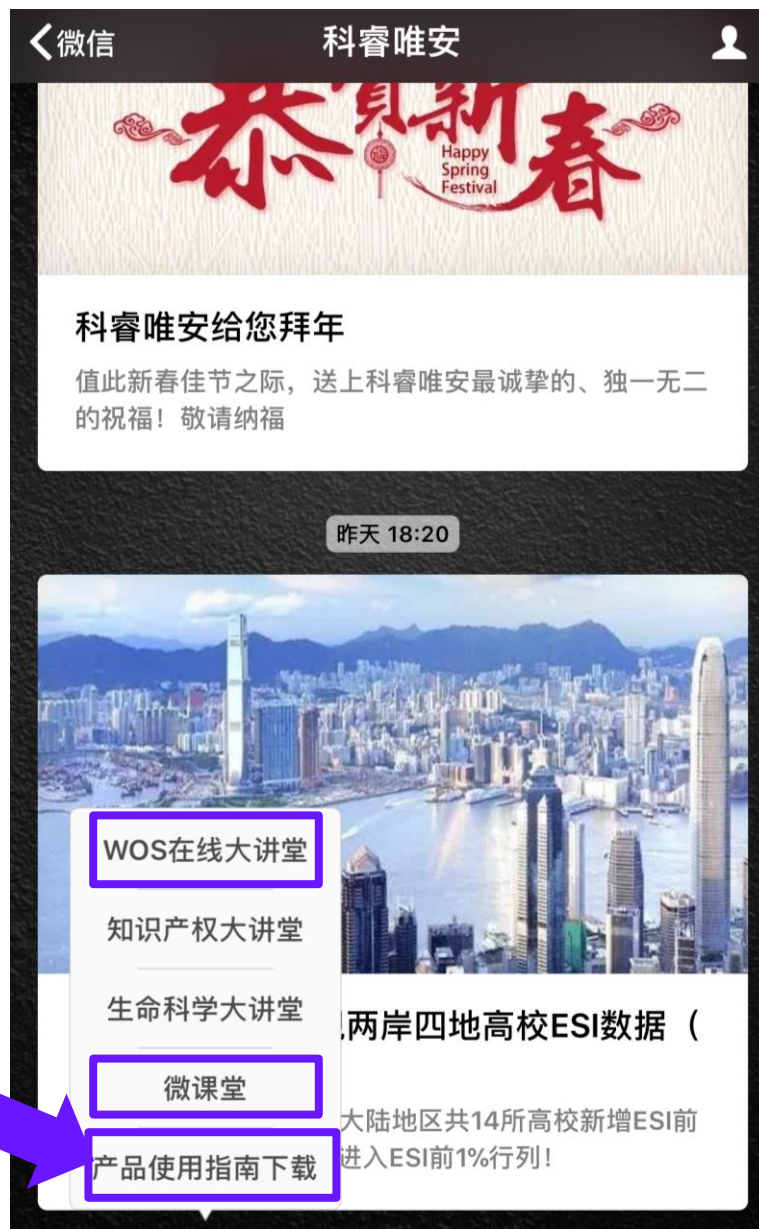 微信
科睿唯安
恭贺新春
Happy
Spring
Festival
科睿唯安给您拜年
值此新春佳节之际，送上科睿唯安最诚挚的、独一无二
的祝福！敬请纳福
昨天 18:20
WOS在线大讲堂
知识产权大讲堂
生命科学大讲堂
微课堂
产品使用指南下载
两岸四地高校ESI数据（
大陆地区共14所高校新增ESI前
进入ESI前1%行列！